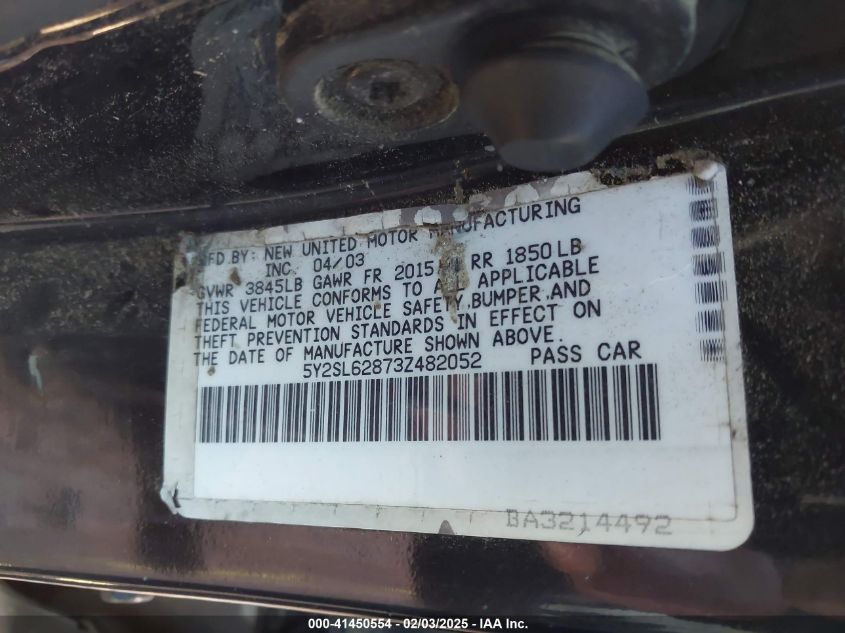 MFD BY: NEW UNITED MOTOR MANUFACTURING
INC. 04/03
GVWR 3845LB GAWR FR 2015 RR 1850LB
THIS VEHICLE CONFORMS TO ALL APPLICABLE
FEDERAL MOTOR VEHICLE SAFETY,BUMPER,AND
THEFT PREVENTION STANDARDS IN EFFECT ON
THE DATE OF MANUFACTURE SHOWN ABOVE.
5Y2SL62873Z482052 PASS CAR
BA3214492
000-41450554 - 02/03/2025 - IAA Inc.